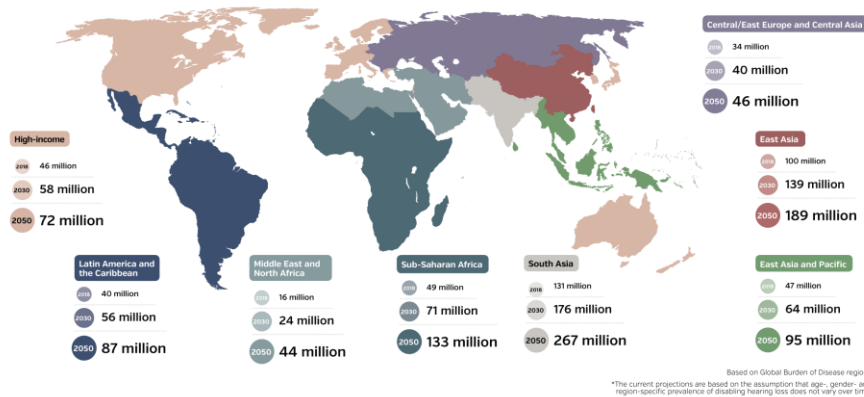 Central/East Europe and Central Asia
2018 34 million
2030 40 million
2050 46 million
High-income
2018 46 million
2030 58 million
2050 72 million
East Asia
2018 100 million
2030 139 million
2050 189 million
Latin America and
the Caribbean
2018 40 million
2030 56 million
2050 87 million
Middle East and
North Africa
2018 16 million
2030 24 million
2050 44 million
Sub-Saharan Africa
2018 49 million
2030 71 million
2050 133 million
South Asia
2018 131 million
2030 176 million
2050 267 million
East Asia and Pacific
2018 47 million
2030 64 million
2050 95 million
Based on Global Burden of Disease regio
*The current projections are based on the assumption that age-, gender- a
region-specific prevalence of disabling hearing loss does not vary over tim